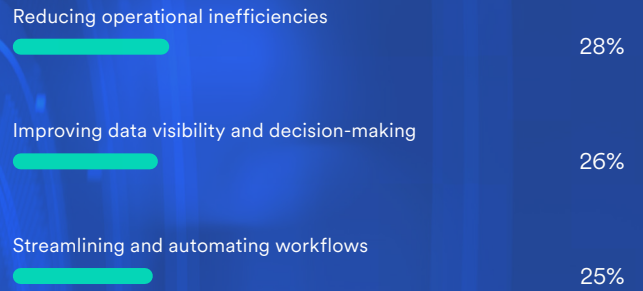 Reducing operational inefficiencies
28%
Improving data visibility and decision-making
26%
Streamlining and automating workflows
25%